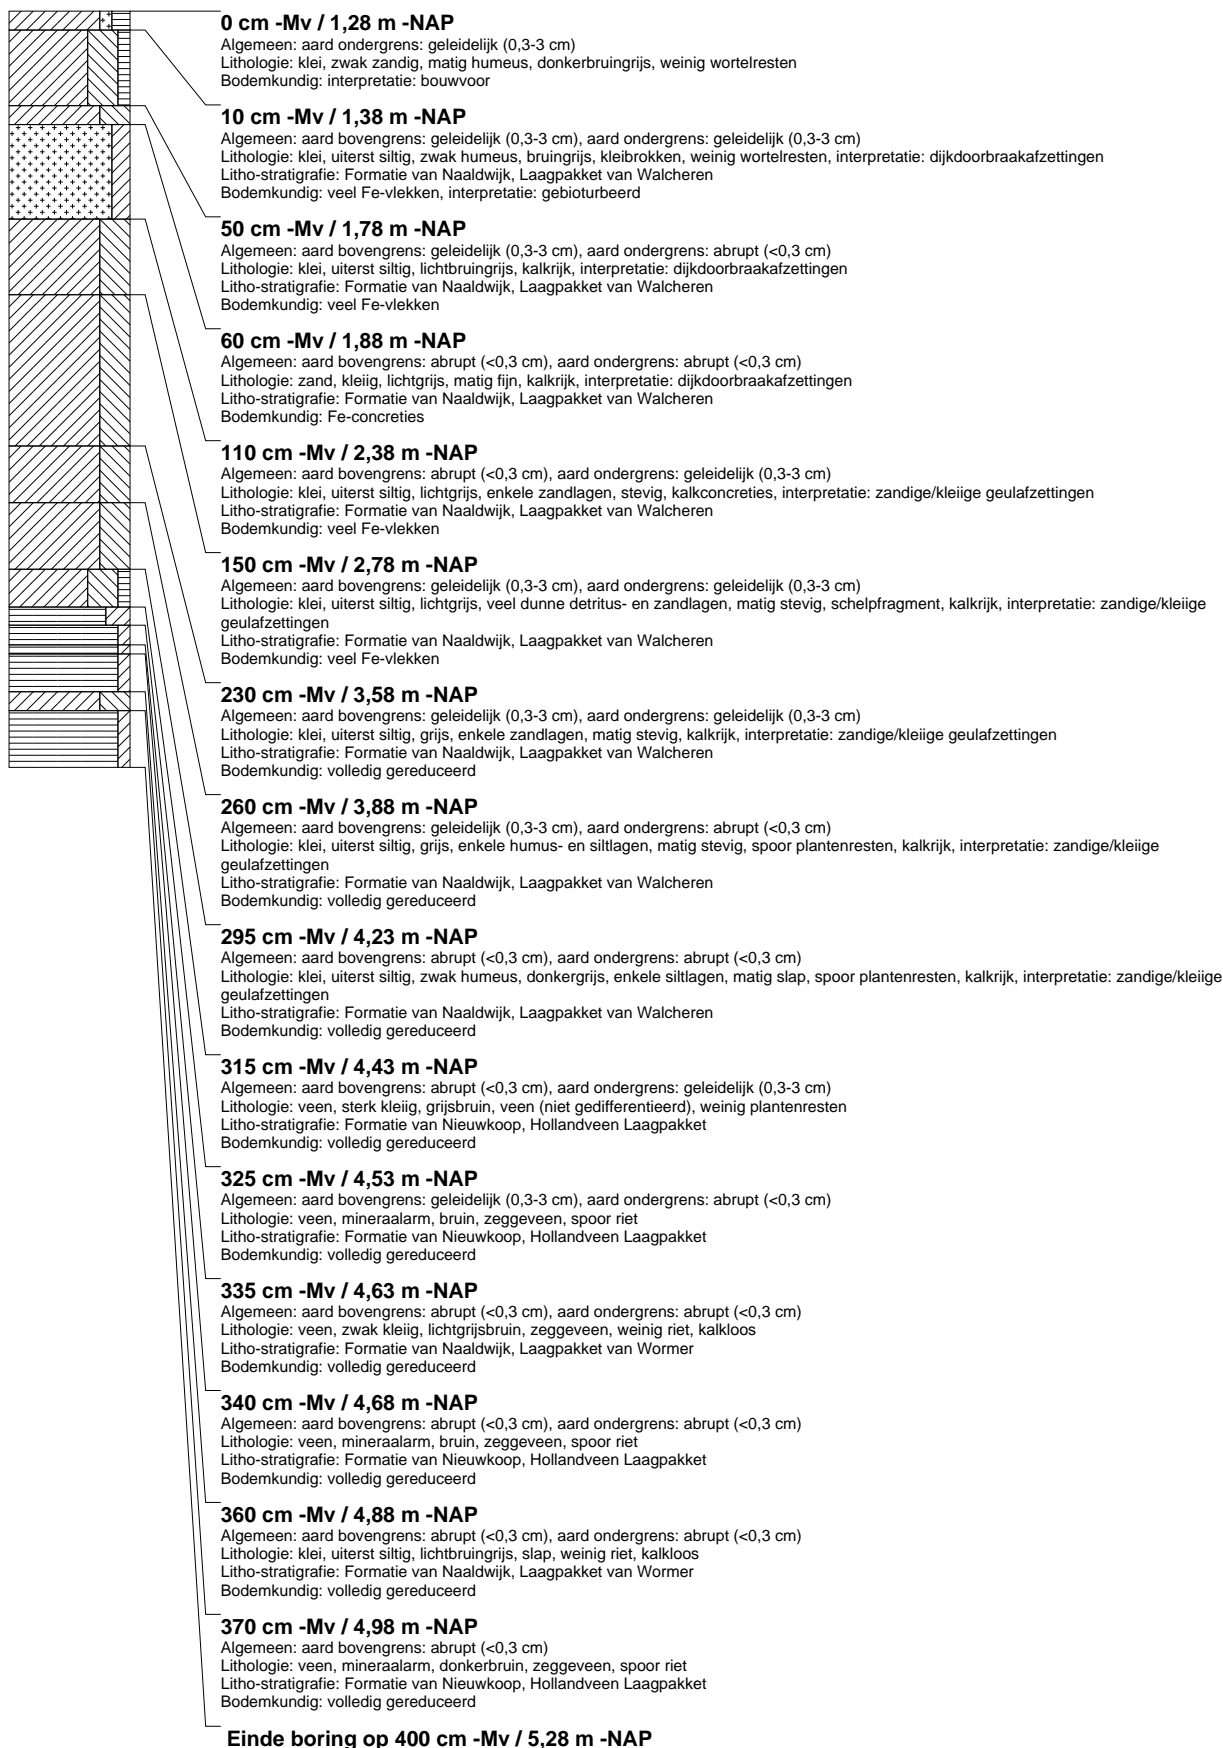 0 cm -Mv / 1,28 m -NAP
Algemeen: aard ondergrens: geleidelijk (0,3-3 cm)
Lithologie: klei, zwak zandig, matig humeus, donkerbruingrijs, weinig wortelresten
Bodemkundig: interpretatie: bouwvoor
10 cm -Mv / 1,38 m -NAP
Algemeen: aard bovengrens: geleidelijk (0,3-3 cm), aard ondergrens: geleidelijk (0,3-3 cm)
Lithologie: klei, uiterst siltig, zwak humeus, bruingrijs, kleibrokken, weinig wortelresten, interpretatie: dijkdoorbraakafzettingen
Litho-stratigrafie: Formatie van Naaldwijk, Laagpakket van Walcheren
Bodemkundig: veel Fe-vlekken, interpretatie: gebioturbeerd
50 cm -Mv / 1,78 m -NAP
Algemeen: aard bovengrens: geleidelijk (0,3-3 cm), aard ondergrens: abrupt (<0,3 cm)
Lithologie: klei, uiterst siltig, lichtbruingrijs, kalkrijk, interpretatie: dijkdoorbraakafzettingen
Litho-stratigrafie: Formatie van Naaldwijk, Laagpakket van Walcheren
Bodemkundig: veel Fe-vlekken
60 cm -Mv / 1,88 m -NAP
Algemeen: aard bovengrens: abrupt (<0,3 cm), aard ondergrens: abrupt (<0,3 cm)
Lithologie: zand, kleiig, lichtgrijs, matig fijn, kalkrijk, interpretatie: dijkdoorbraakafzettingen
Litho-stratigrafie: Formatie van Naaldwijk, Laagpakket van Walcheren
Bodemkundig: Fe-concreties
110 cm -Mv / 2,38 m -NAP
Algemeen: aard bovengrens: abrupt (<0,3 cm), aard ondergrens: geleidelijk (0,3-3 cm)
Lithologie: klei, uiterst siltig, lichtgrijs, enkele zandlagen, stevig, kalkconcreties, interpretatie: zandige/kleiige geulafzettingen
Litho-stratigrafie: Formatie van Naaldwijk, Laagpakket van Walcheren
Bodemkundig: veel Fe-vlekken
150 cm -Mv / 2,78 m -NAP
Algemeen: aard bovengrens: geleidelijk (0,3-3 cm), aard ondergrens: geleidelijk (0,3-3 cm)
Lithologie: klei, uiterst siltig, lichtgrijs, veel dunne detritus- en zandlagen, matig stevig, schelpfragment, kalkrijk, interpretatie: zandige/kleiige
geulafzettingen
Litho-stratigrafie: Formatie van Naaldwijk, Laagpakket van Walcheren
Bodemkundig: veel Fe-vlekken
230 cm -Mv / 3,58 m -NAP
Algemeen: aard bovengrens: geleidelijk (0,3-3 cm), aard ondergrens: geleidelijk (0,3-3 cm)
Lithologie: klei, uiterst siltig, grijs, enkele zandlagen, matig stevig, kalkrijk, interpretatie: zandige/kleiige geulafzettingen
Litho-stratigrafie: Formatie van Naaldwijk, Laagpakket van Walcheren
Bodemkundig: volledig gereduceerd
260 cm -Mv / 3,88 m -NAP
Algemeen: aard bovengrens: geleidelijk (0,3-3 cm), aard ondergrens: abrupt (<0,3 cm)
Lithologie: klei, uiterst siltig, grijs, enkele humus- en siltlagen, matig stevig, spoor plantenresten, kalkrijk, interpretatie: zandige/kleiige
geulafzettingen
Litho-stratigrafie: Formatie van Naaldwijk, Laagpakket van Walcheren
Bodemkundig: volledig gereduceerd
295 cm -Mv / 4,23 m -NAP
Algemeen: aard bovengrens: abrupt (<0,3 cm), aard ondergrens: abrupt (<0,3 cm)
Lithologie: klei, uiterst siltig, zwak humeus, donkergrijs, enkele siltlagen, matig slap, spoor plantenresten, kalkrijk, interpretatie: zandige/kleiige
geulafzettingen
Litho-stratigrafie: Formatie van Naaldwijk, Laagpakket van Walcheren
Bodemkundig: volledig gereduceerd
315 cm -Mv / 4,43 m -NAP
Algemeen: aard bovengrens: abrupt (<0,3 cm), aard ondergrens: geleidelijk (0,3-3 cm)
Lithologie: veen, sterk kleiig, grijsbruin, veen (niet gedifferentieerd), weinig plantenresten
Litho-stratigrafie: Formatie van Nieuwkoop, Hollandveen Laagpakket
Bodemkundig: volledig gereduceerd
325 cm -Mv / 4,53 m -NAP
Algemeen: aard bovengrens: geleidelijk (0,3-3 cm), aard ondergrens: abrupt (<0,3 cm)
Lithologie: veen, mineraalarm, bruin, zeggeveen, spoor riet
Litho-stratigrafie: Formatie van Nieuwkoop, Hollandveen Laagpakket
Bodemkundig: volledig gereduceerd
335 cm -Mv / 4,63 m -NAP
Algemeen: aard bovengrens: abrupt (<0,3 cm), aard ondergrens: abrupt (<0,3 cm)
Lithologie: veen, zwak kleiig, lichtgrijsbruin, zeggeveen, weinig riet, kalkloos
Litho-stratigrafie: Formatie van Naaldwijk, Laagpakket van Wormer
Bodemkundig: volledig gereduceerd
340 cm -Mv / 4,68 m -NAP
Algemeen: aard bovengrens: abrupt (<0,3 cm), aard ondergrens: abrupt (<0,3 cm)
Lithologie: veen, mineraalarm, bruin, zeggeveen, spoor riet
Litho-stratigrafie: Formatie van Nieuwkoop, Hollandveen Laagpakket
Bodemkundig: volledig gereduceerd
360 cm -Mv / 4,88 m -NAP
Algemeen: aard bovengrens: abrupt (<0,3 cm), aard ondergrens: abrupt (<0,3 cm)
Lithologie: klei, uiterst siltig, lichtbruingrijs, slap, weinig riet, kalkloos
Litho-stratigrafie: Formatie van Naaldwijk, Laagpakket van Wormer
Bodemkundig: volledig gereduceerd
370 cm -Mv / 4,98 m -NAP
Algemeen: aard bovengrens: abrupt (<0,3 cm)
Lithologie: veen, mineraalarm, donkerbruin, zeggeveen, spoor riet
Litho-stratigrafie: Formatie van Nieuwkoop, Hollandveen Laagpakket
Bodemkundig: volledig gereduceerd
Einde boring op 400 cm -Mv / 5,28 m -NAP